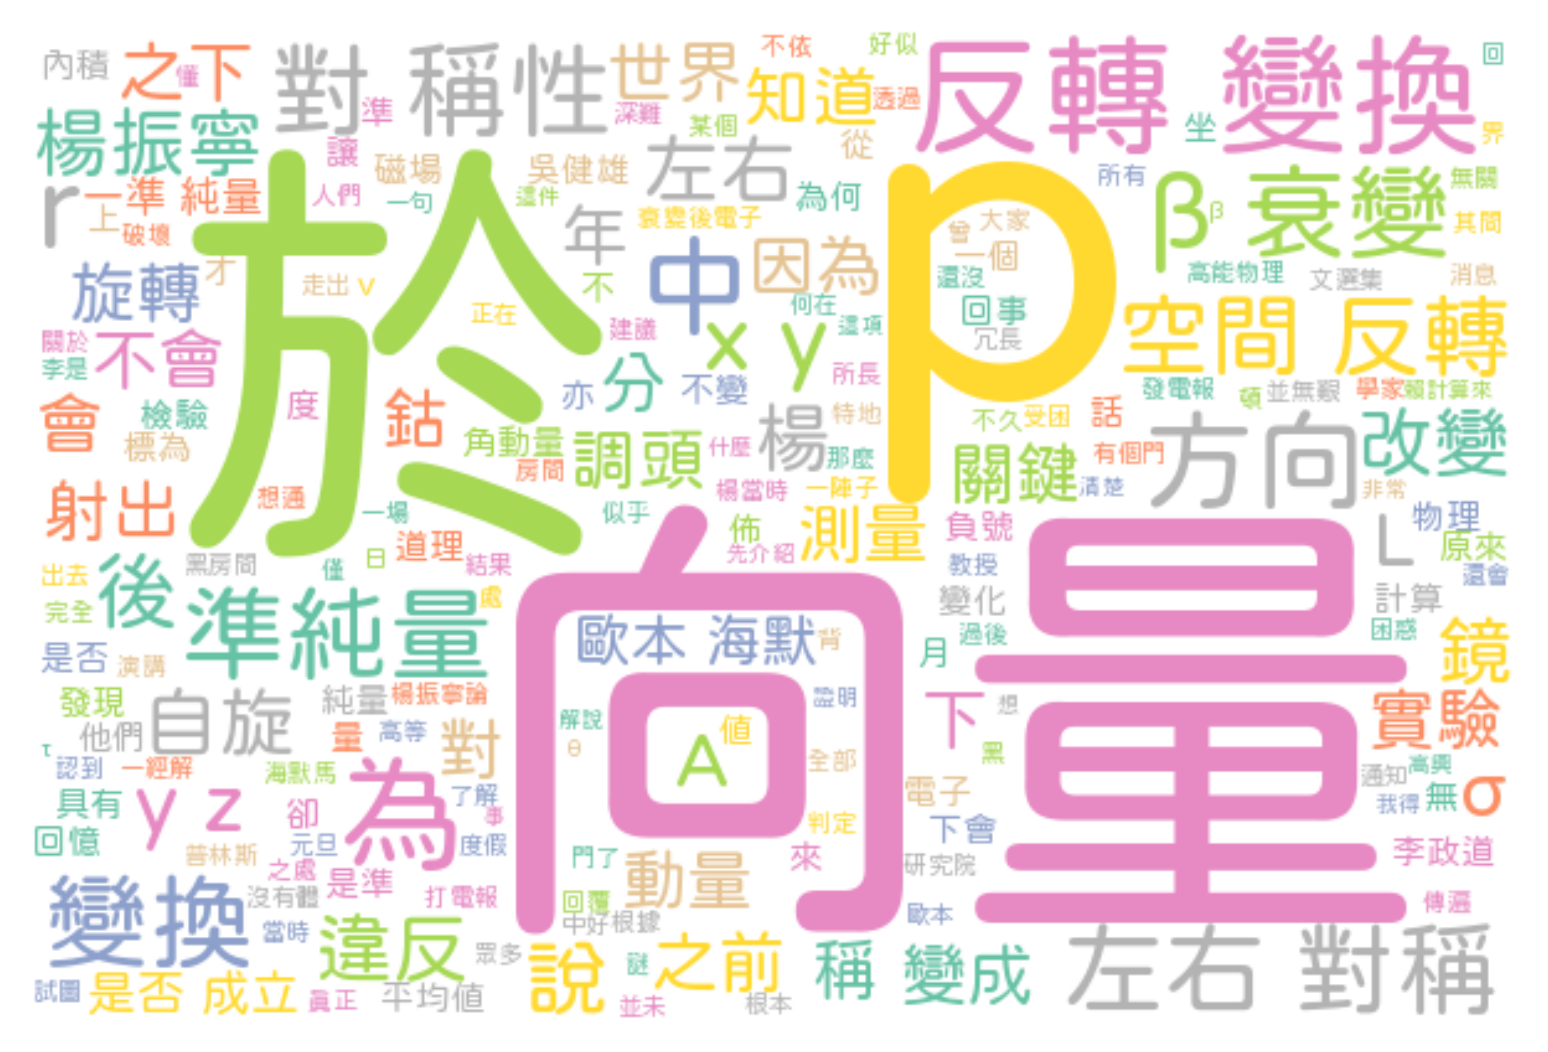 內積 之下 懂 對 稱性 世界 不依 好似 反轉 變換 回
楊振寧 準 深難 知道 透過 某個 坐 界
讓 磁場 吳健雄 左右 從 所有 β 衰變 無關
r 一準 純量 人們 一句 這件 為何 β
上 破壞 年 衰變後電子 曾 大家 其間
旋轉 才 於 中 因為 p 一個 高能物理 文選集 消息
走出 v 不 還沒
正在 何在 回事 空間 反轉
關於 不會 建議 x y 這項 冗長
李是 分 所長
會 檢驗 度 鈷 亦 不變 發電報 頓 並無艱 學家 賴計算來
標為 角動量 調頭 什麼 楊 特地 不久 受困 話 方向 改變
房間 那麼 關鍵 有個門
射出 想通 楊當時 一陣子 清楚 非常
一場 似乎 佈 測量 負號 L 物理
道理 先介紹 原來
出去 後 黑房間 僅 日 結果 向量 教授 還會
完全 準純量 處 變化 計算
是否 演講 歐本 海默 背 月 過後 困惑 鏡
發現 自旋 純量 楊振寧論 證明 下 想 實驗
他們 量 高等 對 解說 值
τ 認到 一經解 海默馬 θ A 全部 黑 通知 高興
具有 y z 卻 為 了解 事 電子 我得 無 σ
回憶 普林斯 元旦 度假 判定 下會
之處 是準 門了 動量 來 研究院 李政道
變換 沒有體 打電報 回覆 歐本 傳遍
當時 違反 眾多 中好根據
試圖 是否 成立 真正 平均值 說 謎 之前 稱 變成 左右 對稱
並未 根本